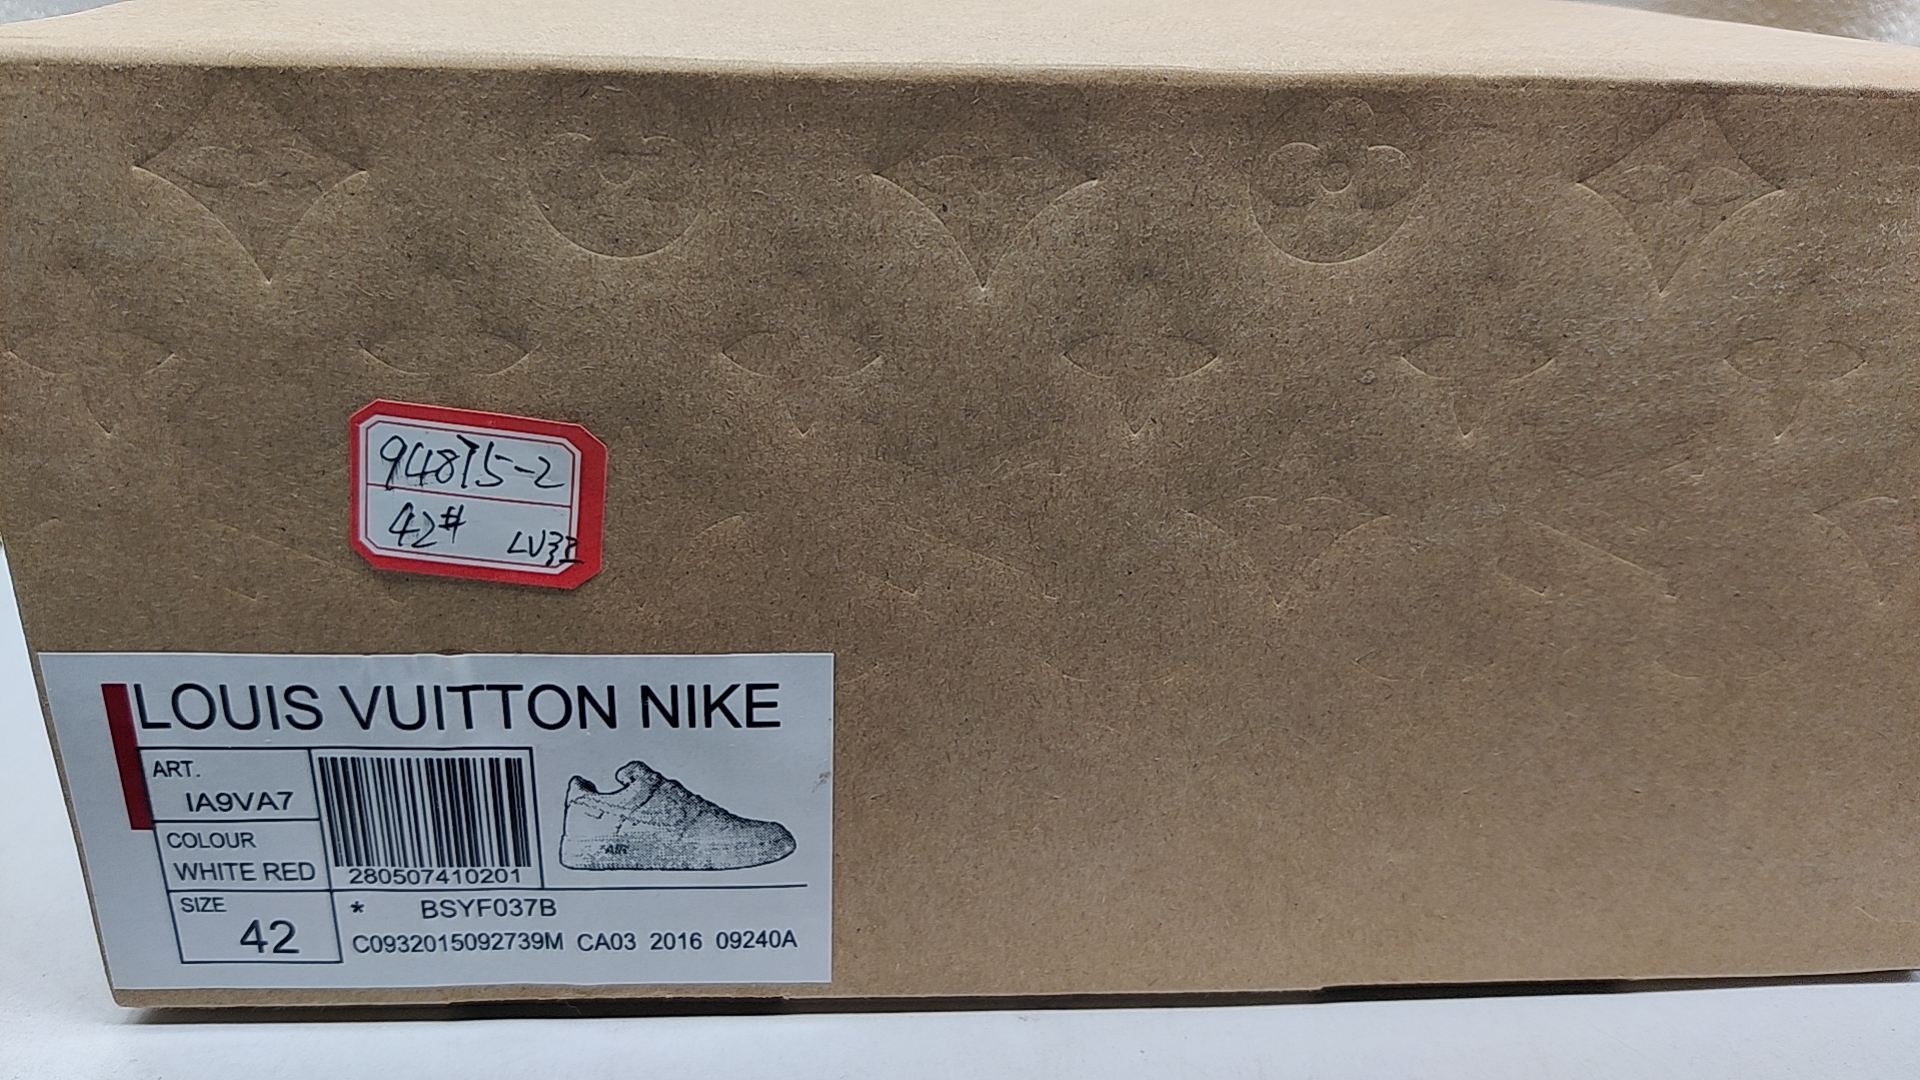 94875-2
42#
LOUIS VUITTON NIKE
ART.
IA9VA7
COLOUR
WHITE RED
280507410201
AIR
SIZE
42
* BSYF037B
C0932015092739M CA03 2016 09240A